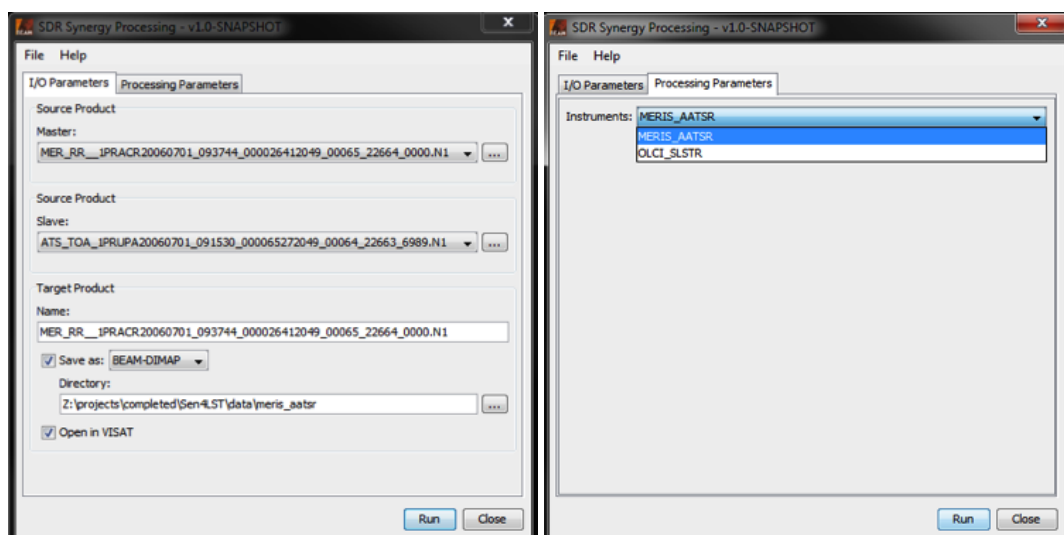 SDR Synergy Processing - v1.0-SNAPSHOT
File Help
I/O Parameters Processing Parameters
Source Product
Master:
MER_RR__1PRACR20060701_093744_000026412049_00065_22664_0000.N1 ...
Source Product
Slave:
ATS_TOA_1PRUPA20060701_091530_000065272049_00064_22663_6989.N1 ...
Target Product
Name:
MER_RR__1PRACR20060701_093744_000026412049_00065_22664_0000.N1
Save as: BEAM-DIMAP
Directory:
Z:\projects\completed\Sen4LST\data\meris_aatsr ...
Open in VISAT
Run Close
SDR Synergy Processing - v1.0-SNAPSHOT
File Help
I/O Parameters Processing Parameters
Instruments: MERIS_AATSR
MERIS_AATSR
OLCI_SLSTR
Run Close